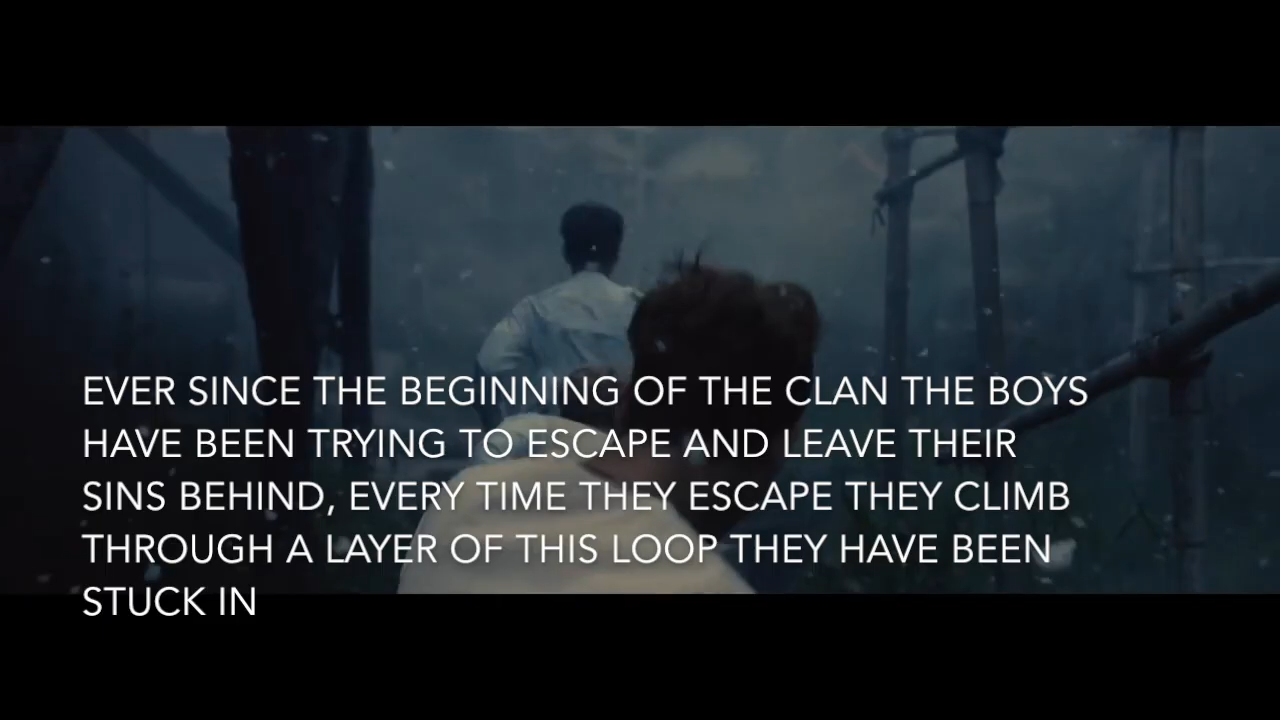 EVER SINCE THE BEGINNING OF THE CLAN THE BOYS
HAVE BEEN TRYING TO ESCAPE AND LEAVE THEIR
SINS BEHIND, EVERY TIME THEY ESCAPE THEY CLIMB
THROUGH A LAYER OF THIS LOOP THEY HAVE BEEN
STUCK IN